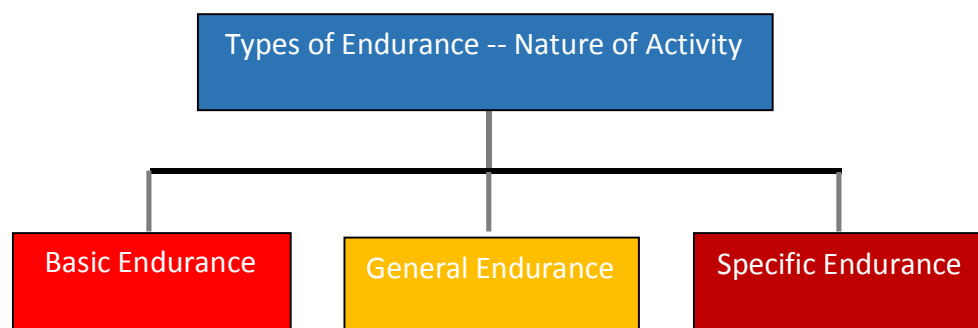 Types of Endurance -- Nature of Activity
Basic Endurance
General Endurance
Specific Endurance